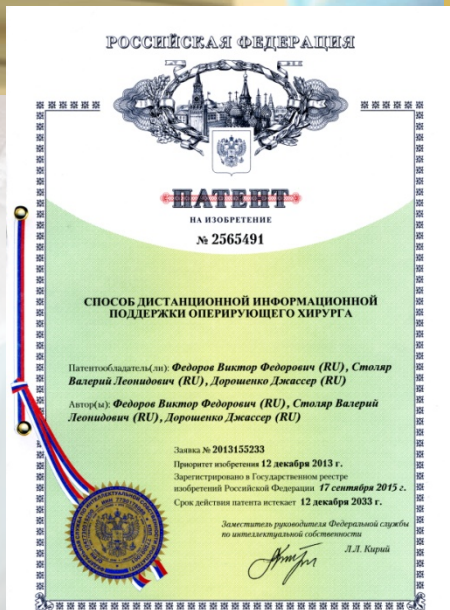 РОССИЙСКАЯ ФЕДЕРАЦИЯ
ПАТЕНТ
НА ИЗОБРЕТЕНИЕ
№ 2565491
СПОСОБ ДИСТАНЦИОННОЙ ИНФОРМАЦИОННОЙ
ПОДДЕРЖКИ ОПЕРИРУЮЩЕГО ХИРУРГА
Патентообладатель(ли): Федоров Виктор Федорович (RU), Столяр
Валерий Леонидович (RU), Дорошенко Джассер (RU)
Автор(ы): Федоров Виктор Федорович (RU), Столяр Валерий
Леонидович (RU), Дорошенко Джассер (RU)
Заявка № 2013155233
Приоритет изобретения 12 декабря 2013 г.
Зарегистрировано в Государственном реестре
изобретений Российской Федерации 17 сентября 2015 г.
Срок действия патента истекает 12 декабря 2033 г.
Заместитель руководителя Федеральной службы
по интеллектуальной собственности
Л.Л. Кирий